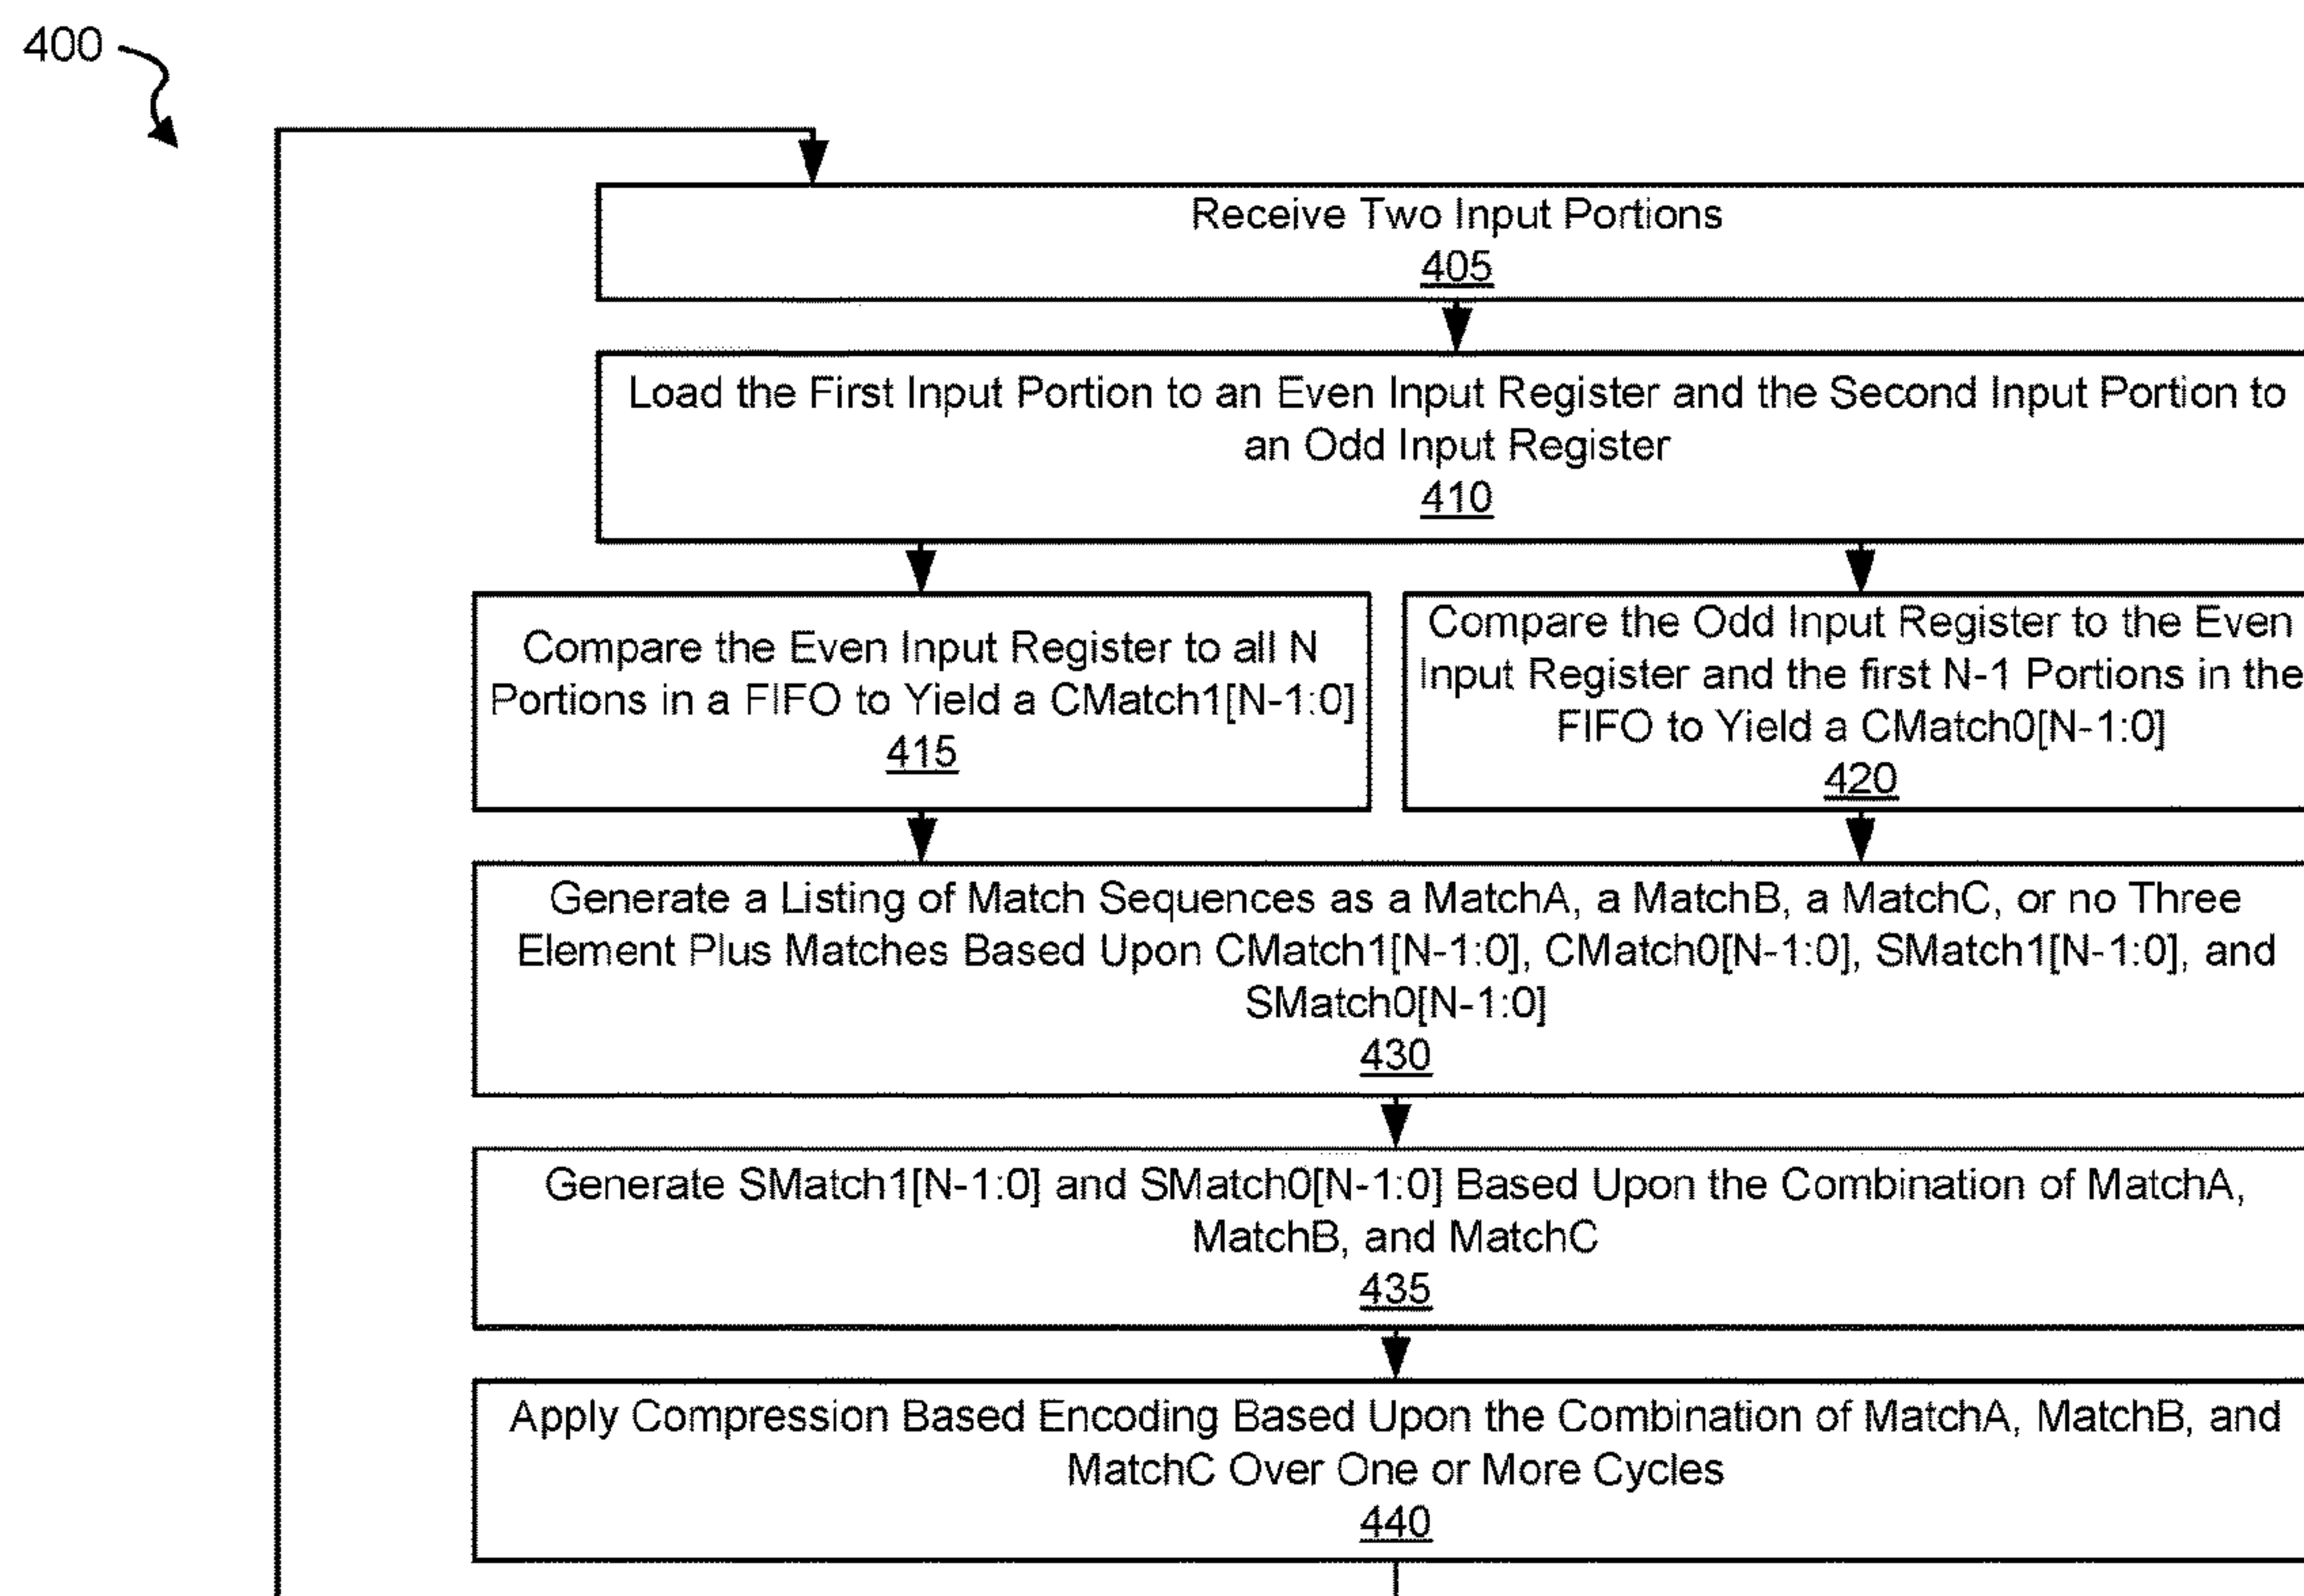 400
Receive Two Input Portions
405
Load the First Input Portion to an Even Input Register and the Second Input Portion to
an Odd Input Register
410
Compare the Even Input Register to all N
Portions in a FIFO to Yield a CMatch1[N-1:0]
415
Compare the Odd Input Register to the Even
Input Register and the first N-1 Portions in the
FIFO to Yield a CMatch0[N-1:0]
420
Generate a Listing of Match Sequences as a MatchA, a MatchB, a MatchC, or no Three
Element Plus Matches Based Upon CMatch1[N-1:0], CMatch0[N-1:0], SMatch1[N-1:0], and
SMatch0[N-1:0]
430
Generate SMatch1[N-1:0] and SMatch0[N-1:0] Based Upon the Combination of MatchA,
MatchB, and MatchC
435
Apply Compression Based Encoding Based Upon the Combination of MatchA, MatchB, and
MatchC Over One or More Cycles
440